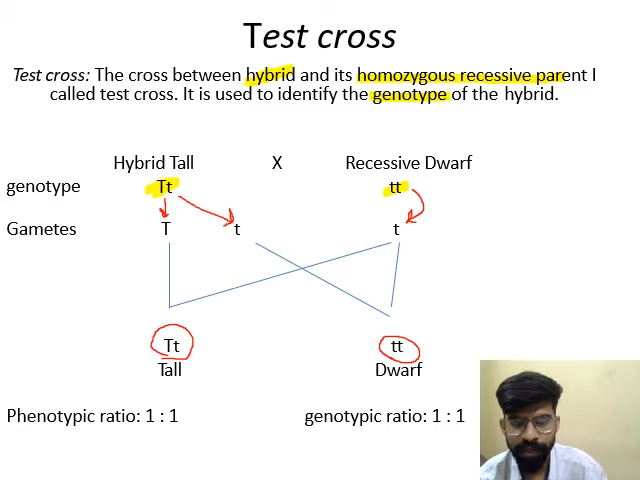 Test cross
Test cross: The cross between hybrid and its homozygous recessive parent I
called test cross. It is used to identify the genotype of the hybrid.
Hybrid Tall X Recessive Dwarf
genotype Tt tt
Gametes T t t
Tt tt
Tall Dwarf
Phenotypic ratio: 1 : 1 genotypic ratio: 1 : 1